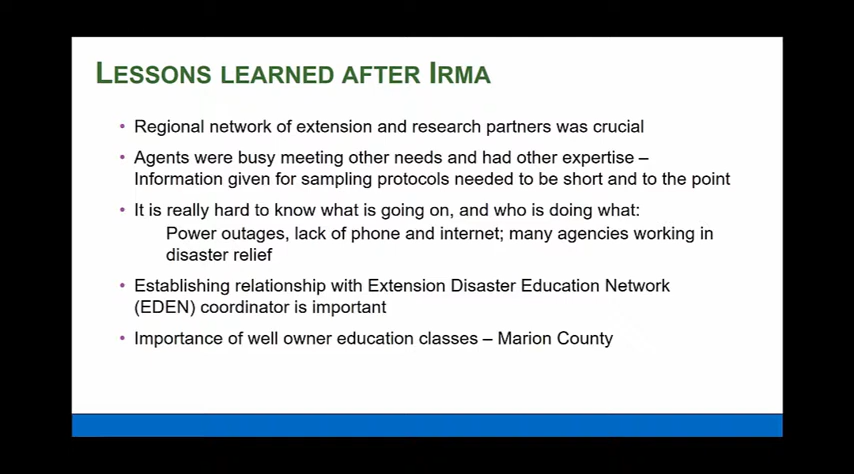 LESSONS LEARNED AFTER IRMA
• Regional network of extension and research partners was crucial
• Agents were busy meeting other needs and had other expertise –
Information given for sampling protocols needed to be short and to the point
• It is really hard to know what is going on, and who is doing what:
Power outages, lack of phone and internet; many agencies working in
disaster relief
• Establishing relationship with Extension Disaster Education Network
(EDEN) coordinator is important
• Importance of well owner education classes – Marion County